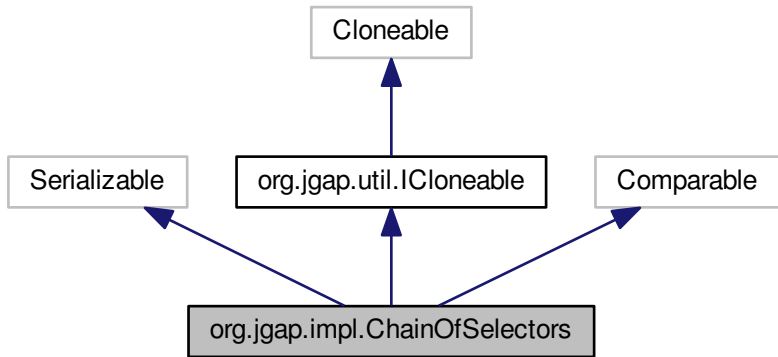 Cloneable
Serializable
org.jgap.util.ICloneable
Comparable
org.jgap.impl.ChainOfSelectors